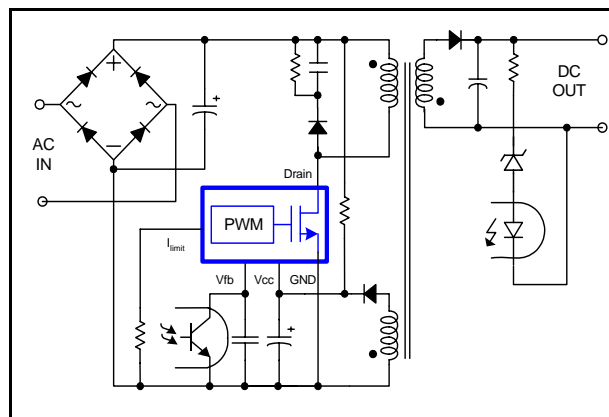 AC
IN
+
−
~
~
+
DC
OUT
Drain
PWM
Ilimit
Vfb
Vcc
GND
+